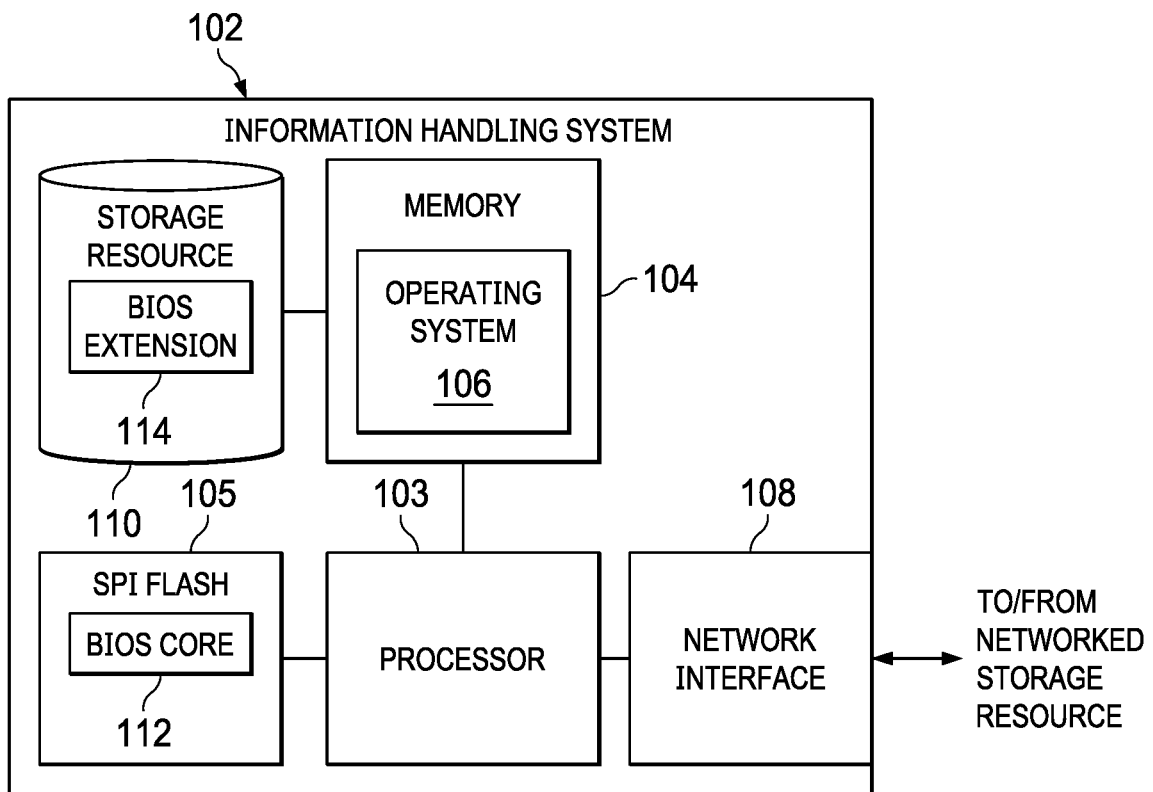 102
INFORMATION HANDLING SYSTEM
STORAGE
RESOURCE
BIOS
EXTENSION
114
110
MEMORY
OPERATING
SYSTEM
106
104
105
SPI FLASH
BIOS CORE
112
103
PROCESSOR
108
NETWORK
INTERFACE
TO/FROM
NETWORKED
STORAGE
RESOURCE